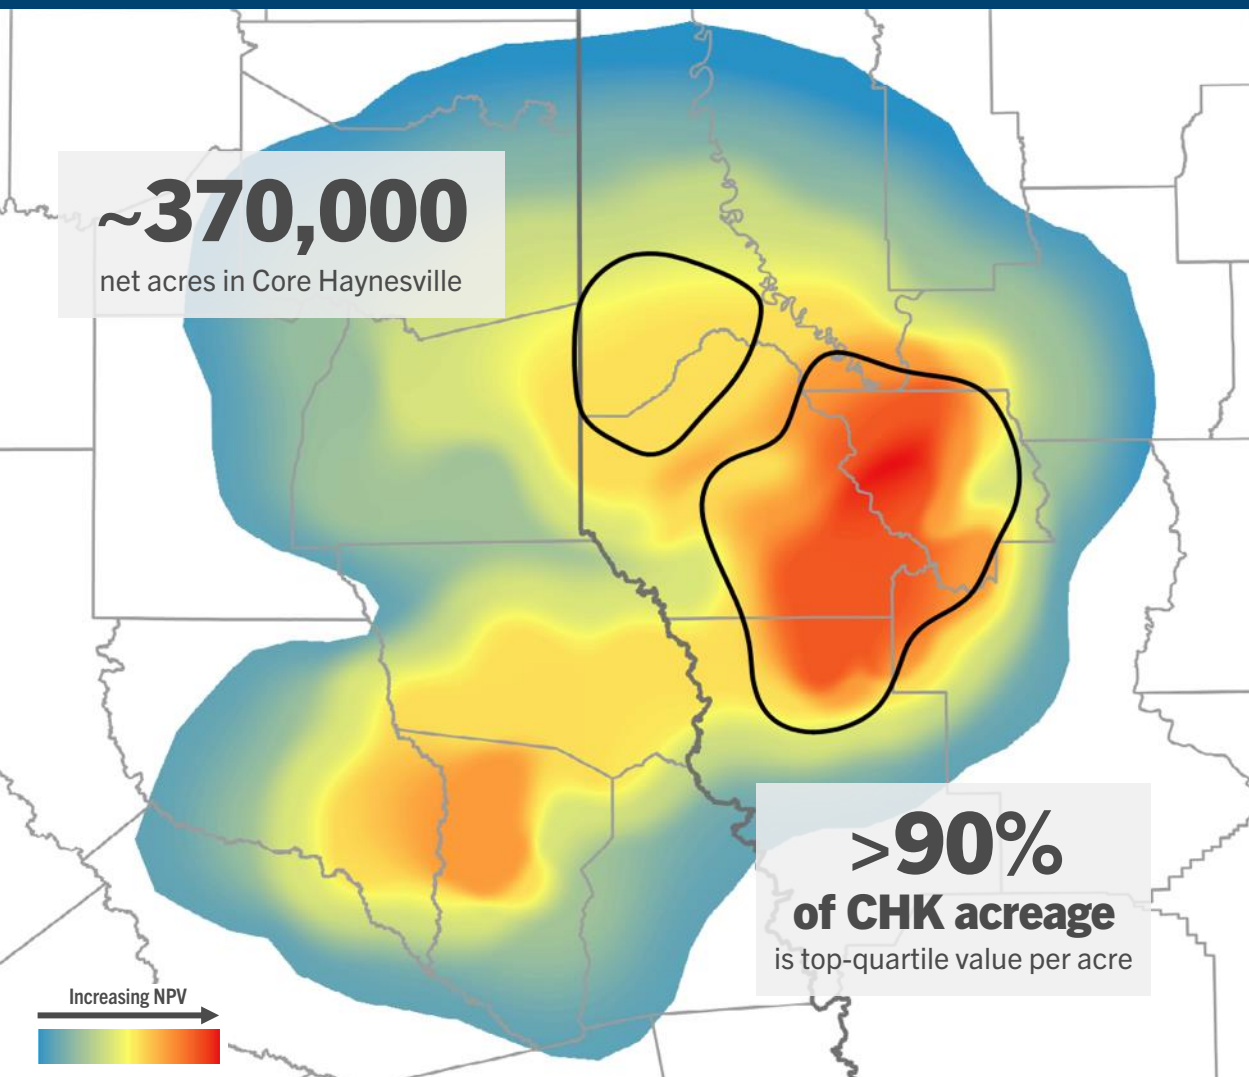 ~370,000
net acres in Core Haynesville
>90%
of CHK acreage
is top-quartile value per acre
Increasing NPV